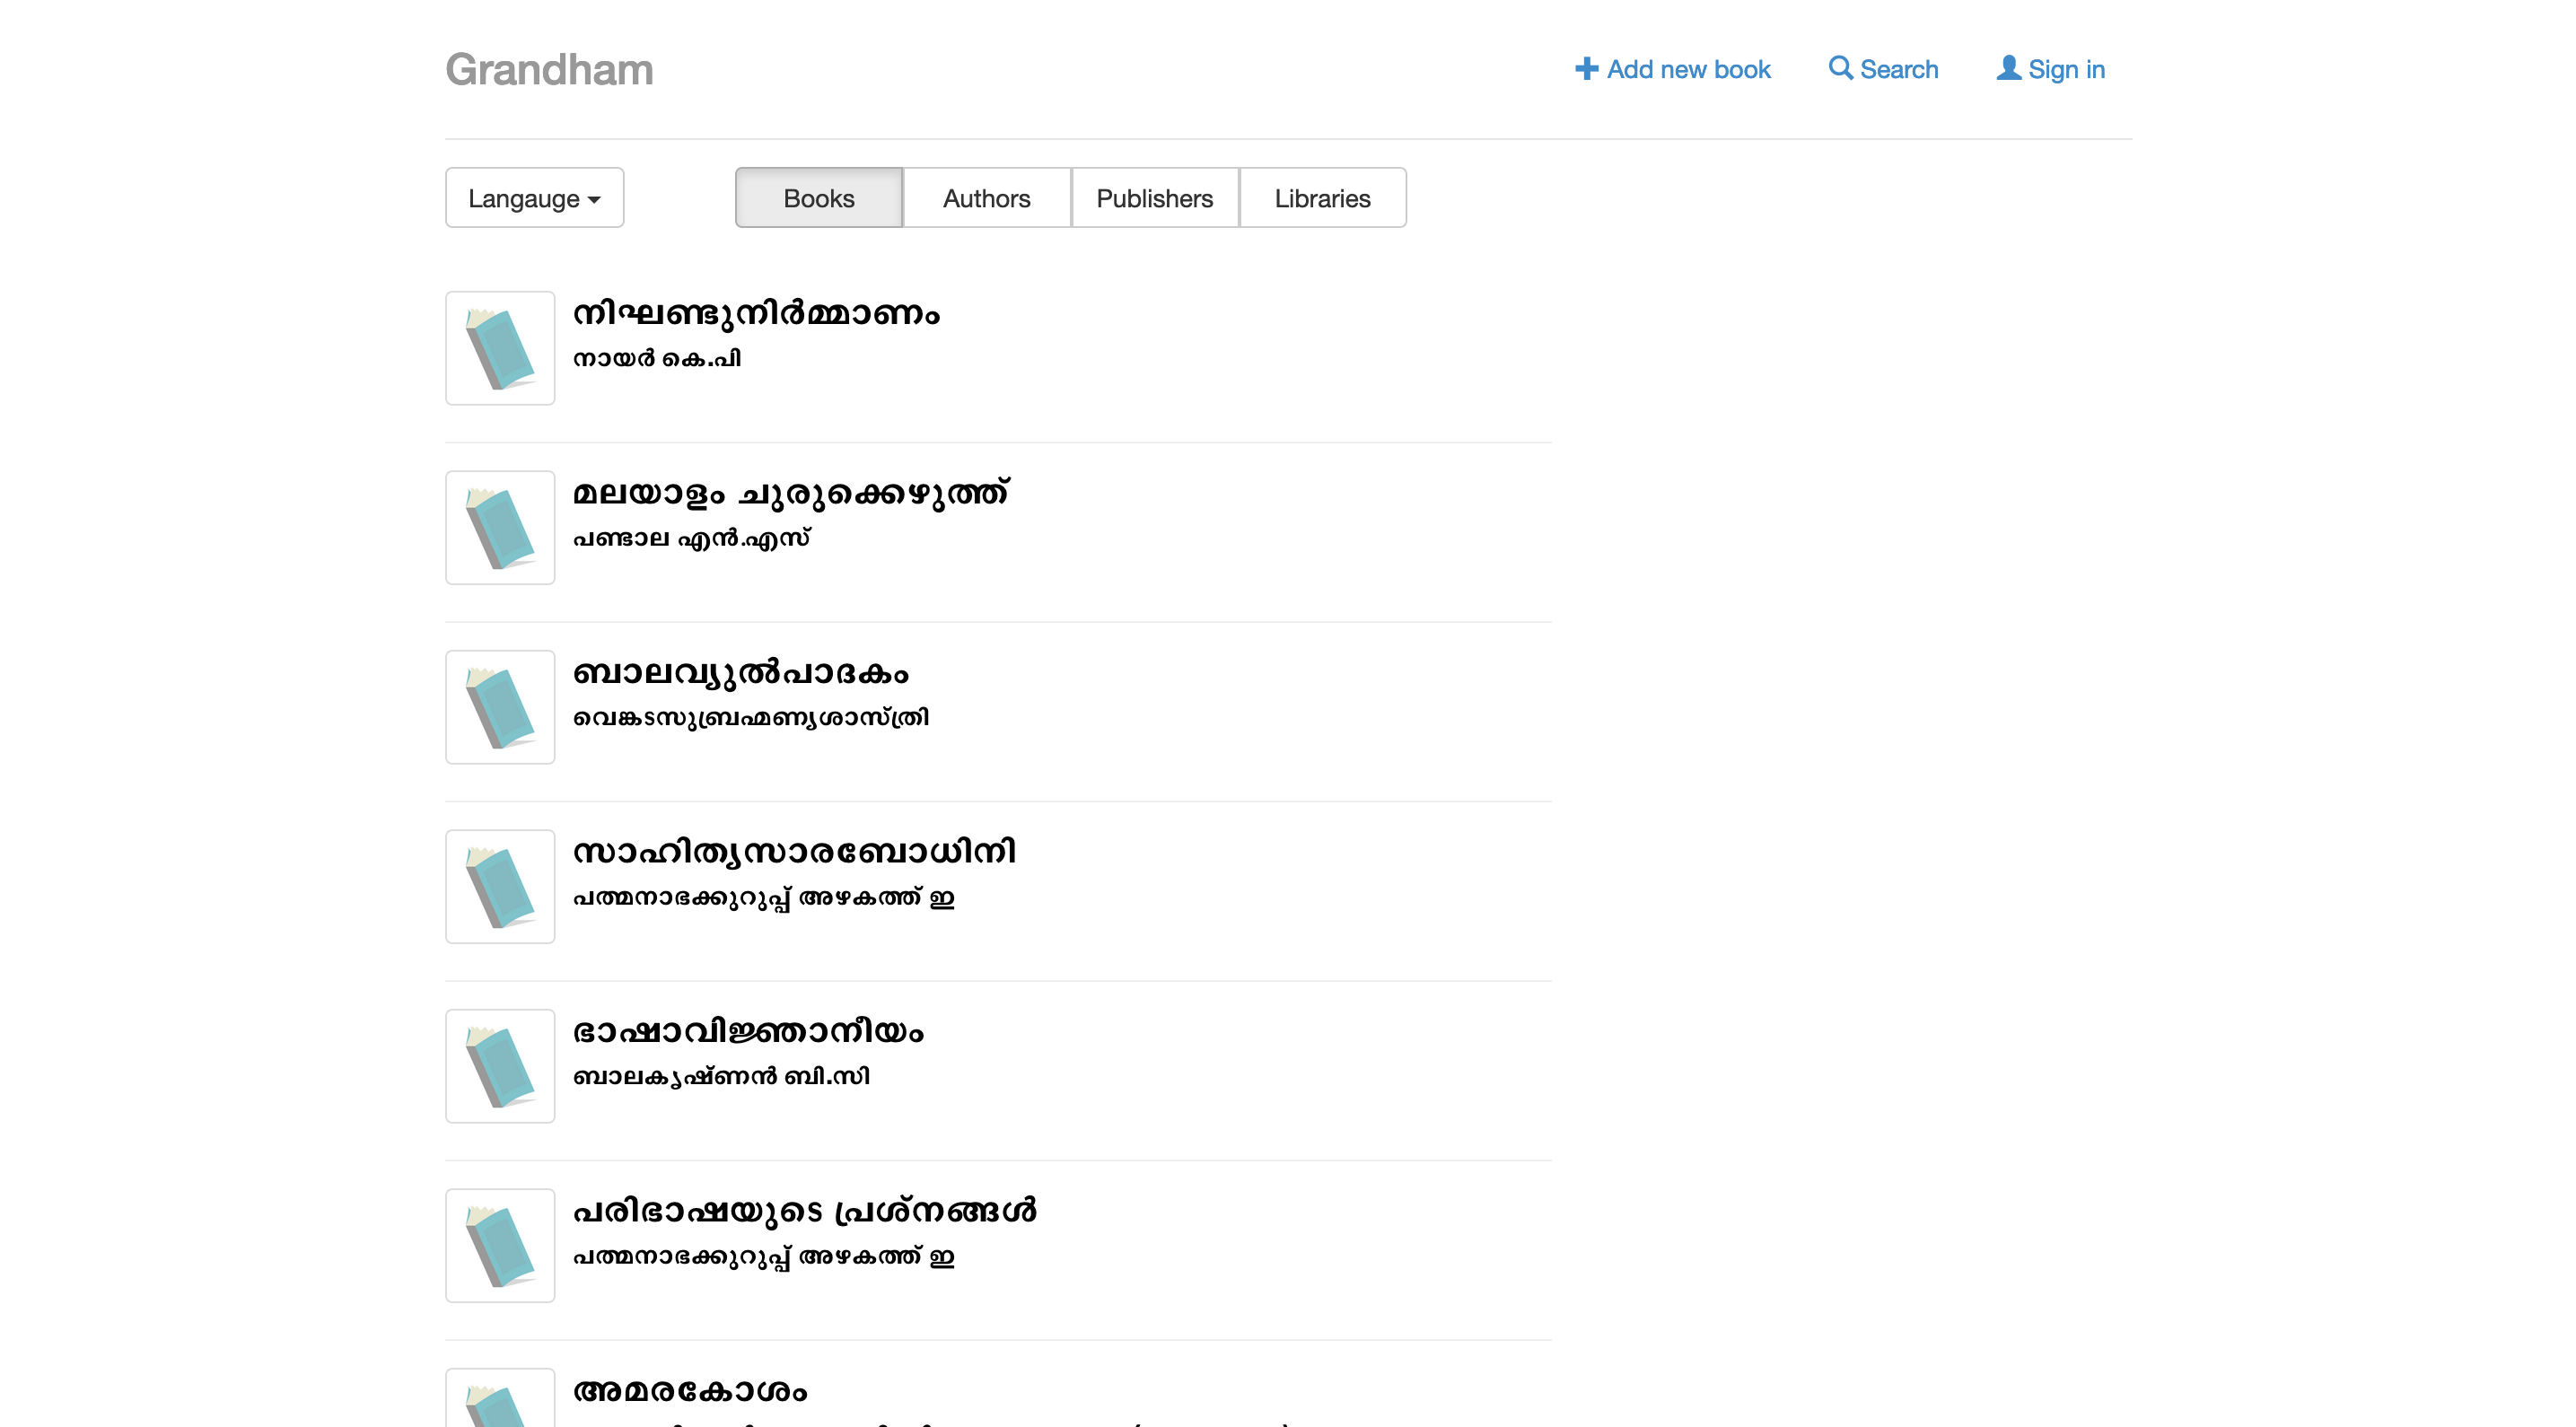 Grandham
Add new book
Search
Sign in
Langauge
Books
Authors
Publishers
Libraries
നിഘണ്ടുനിർമ്മാണം
നായർ കെ.പി
മലയാളം ചുരുക്കെഴുത്ത്
പണ്ടാല എൻ.എസ്
ബാലവ്യുൽപാദകം
വെങ്കടസുബ്രഹ്മണ്യശാസ്ത്രി
സാഹിത്യസാരബോധിനി
പത്മനാഭക്കുറുപ്പ് അഴകത്ത് ഇ
ഭാഷാവിജ്ഞാനീയം
ബാലകൃഷ്ണൻ ബി.സി
പരിഭാഷയുടെ പ്രശ്നങ്ങൾ
പത്മനാഭക്കുറുപ്പ് അഴകത്ത് ഇ
അമരകോശം